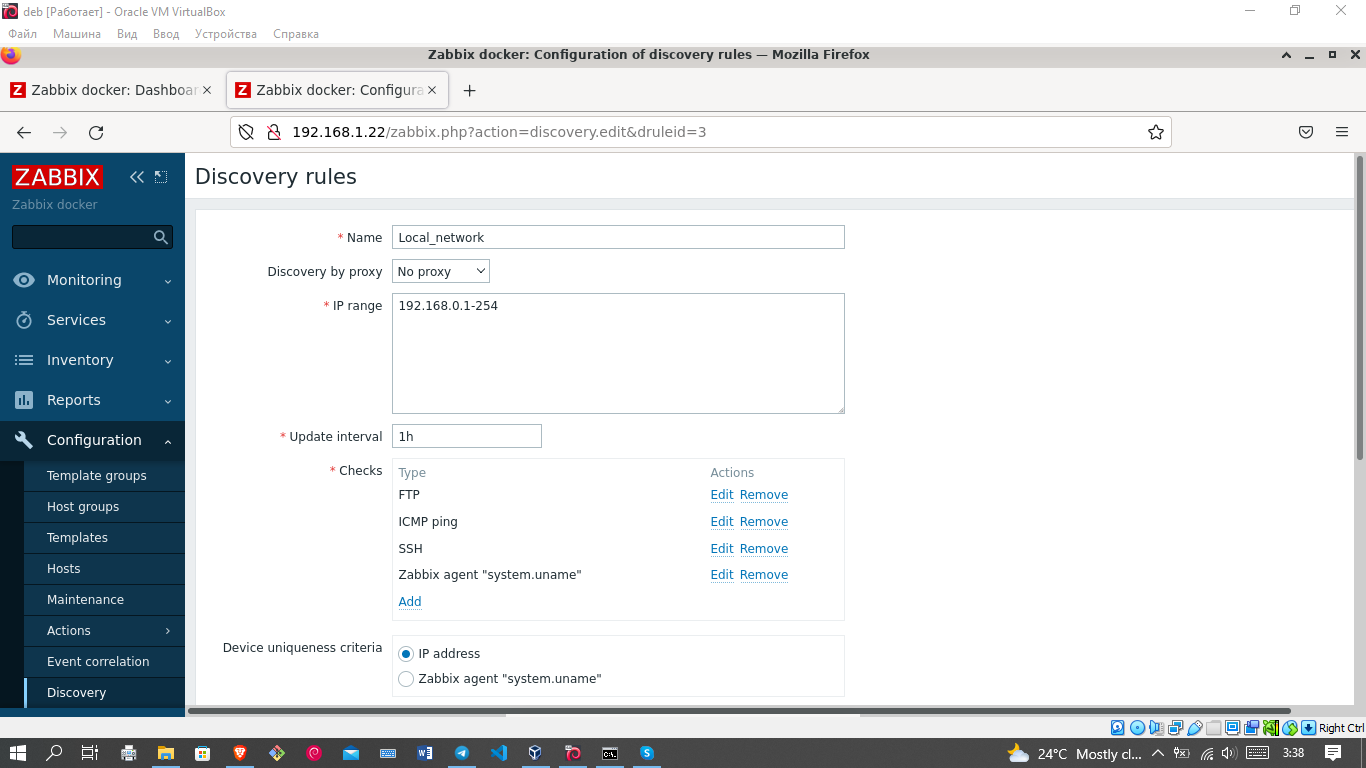 deb [Работает] - Oracle VM VirtualBox
Файл Машина Вид Ввод Устройства Справка
Zabbix docker: Configuration of discovery rules — Mozilla Firefox
Zabbix docker: Dashboar
Zabbix docker: Configura
192.168.1.22/zabbix.php?action=discovery.edit&druleid=3
ZABBIX
Zabbix docker
Monitoring
Services
Inventory
Reports
Configuration
Template groups
Host groups
Templates
Hosts
Maintenance
Actions
Event correlation
Discovery
Discovery rules
* Name Local_network
Discovery by proxy No proxy
* IP range 192.168.0.1-254
* Update interval 1h
* Checks Type Actions
FTP Edit Remove
ICMP ping Edit Remove
SSH Edit Remove
Zabbix agent "system.uname" Edit Remove
Add
Device uniqueness criteria IP address
Zabbix agent "system.uname"
Right Ctrl
24°C Mostly cl... 3:38